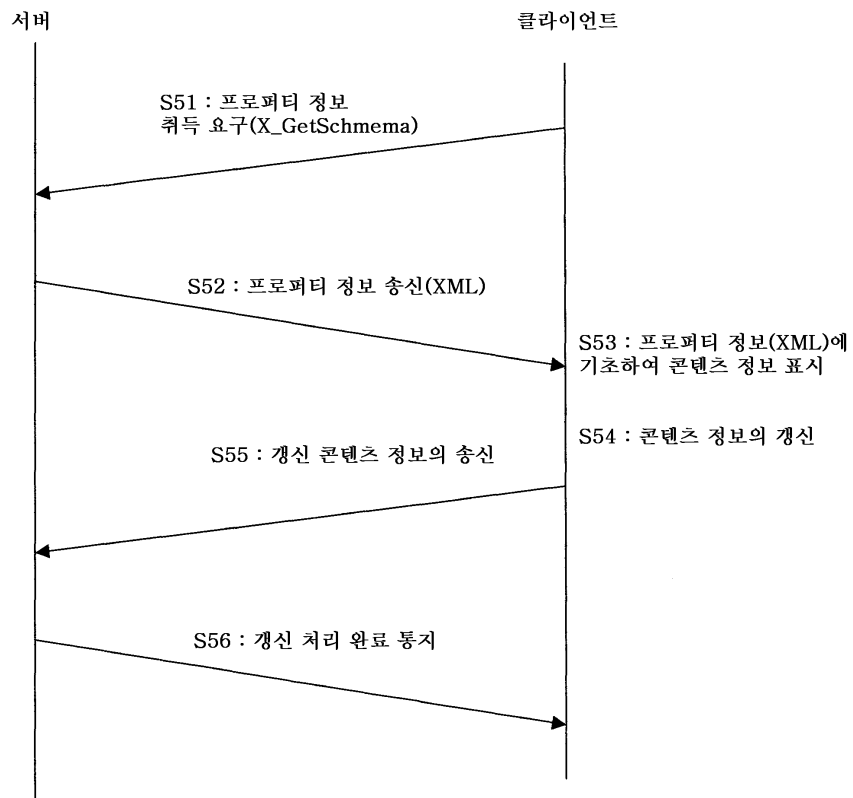 서버
클라이언트
S51 : 프로퍼티 정보
취득 요구(X_GetSchmema)
S52 : 프로퍼티 정보 송신(XML)
S53 : 프로퍼티 정보(XML)에
기초하여 콘텐츠 정보 표시
S54 : 콘텐츠 정보의 갱신
S55 : 갱신 콘텐츠 정보의 송신
S56 : 갱신 처리 완료 통지